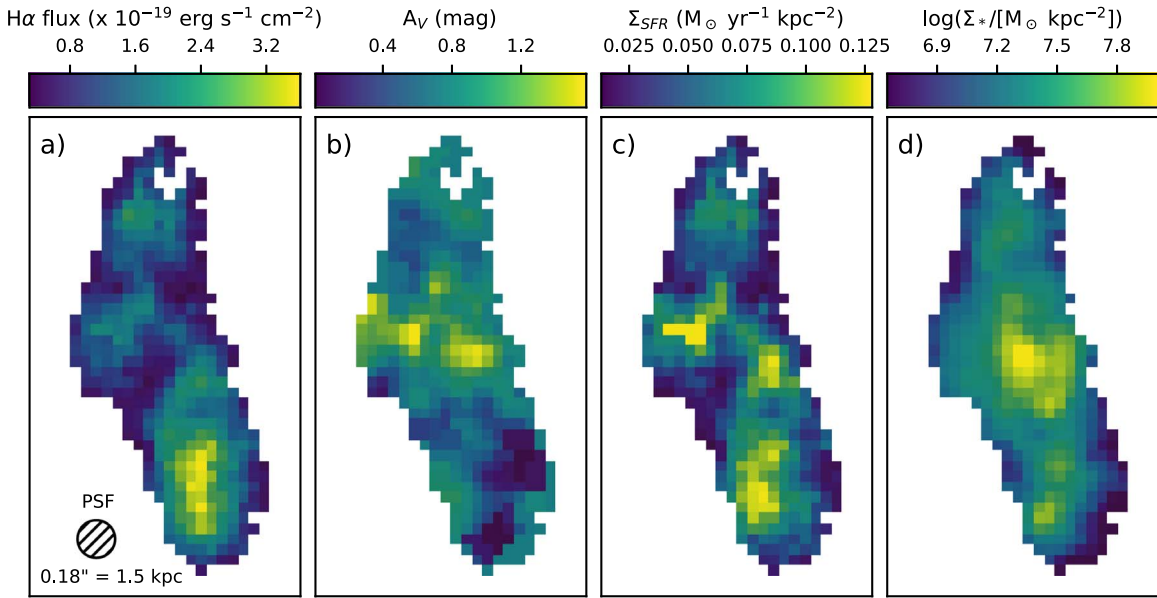 Hα flux (x 10⁻¹⁹ erg s⁻¹ cm⁻²)
0.8 1.6 2.4 3.2
A_V (mag)
0.4 0.8 1.2
Σ_SFR (M_⊙ yr⁻¹ kpc⁻²)
0.025 0.050 0.075 0.100 0.125
log(Σ_*/[M_⊙ kpc⁻²])
6.9 7.2 7.5 7.8
a)
b)
c)
d)
PSF
0.18" = 1.5 kpc